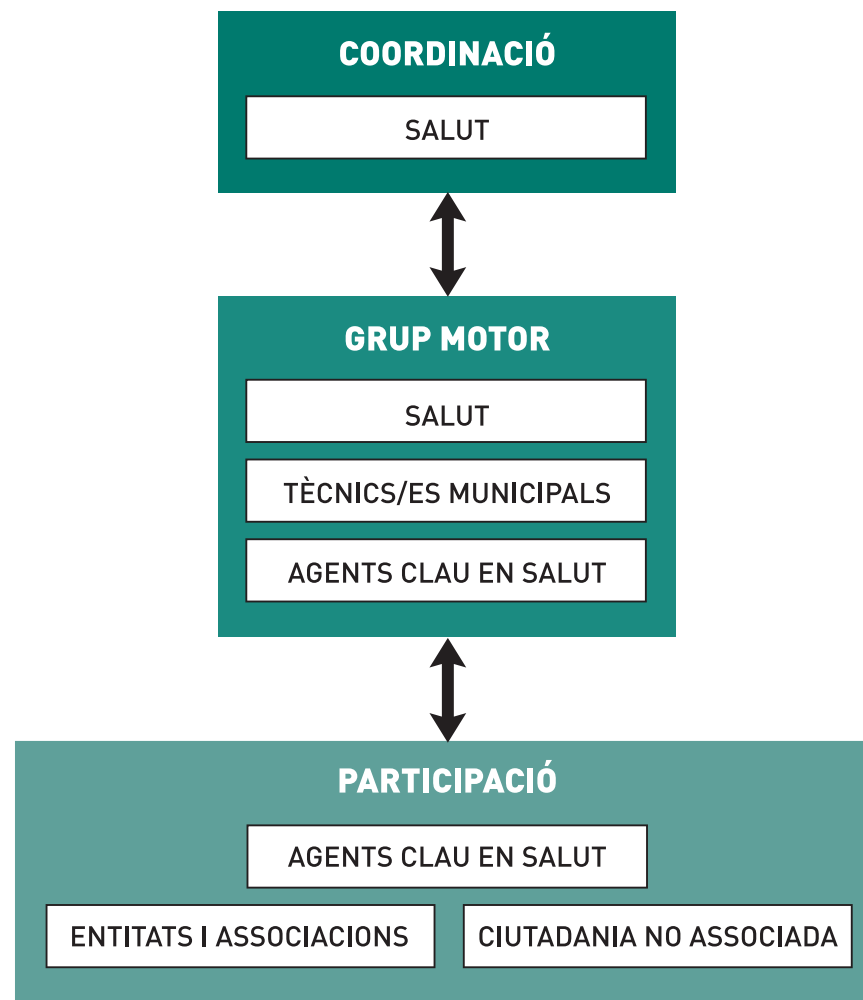 COORDINACIÓ
SALUT
GRUP MOTOR
SALUT
TÈCNICS/ES MUNICIPALS
AGENTS CLAU EN SALUT
PARTICIPACIÓ
AGENTS CLAU EN SALUT
ENTITATS I ASSOCIACIONS
CIUTADANIA NO ASSOCIADA